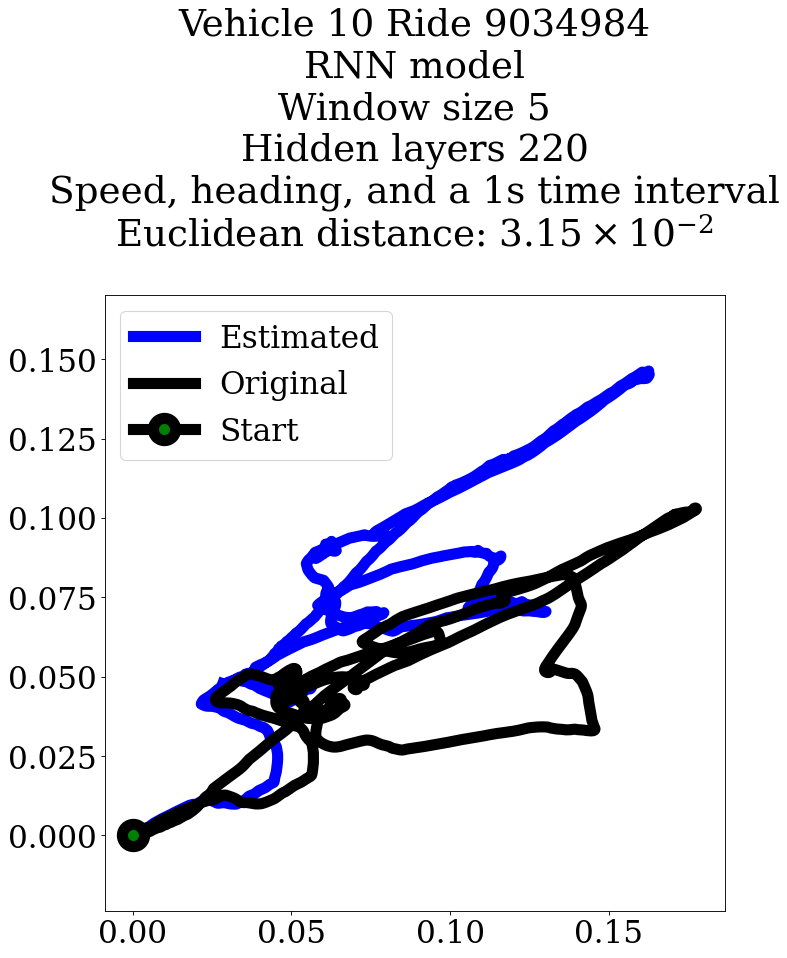 Vehicle 10 Ride 9034984
RNN model
Window size 5
Hidden layers 220
Speed, heading, and a 1s time interval
Euclidean distance: 3.15 × 10⁻²
Estimated
Original
Start
0.150
0.125
0.100
0.075
0.050
0.025
0.000
0.00 0.05 0.10 0.15